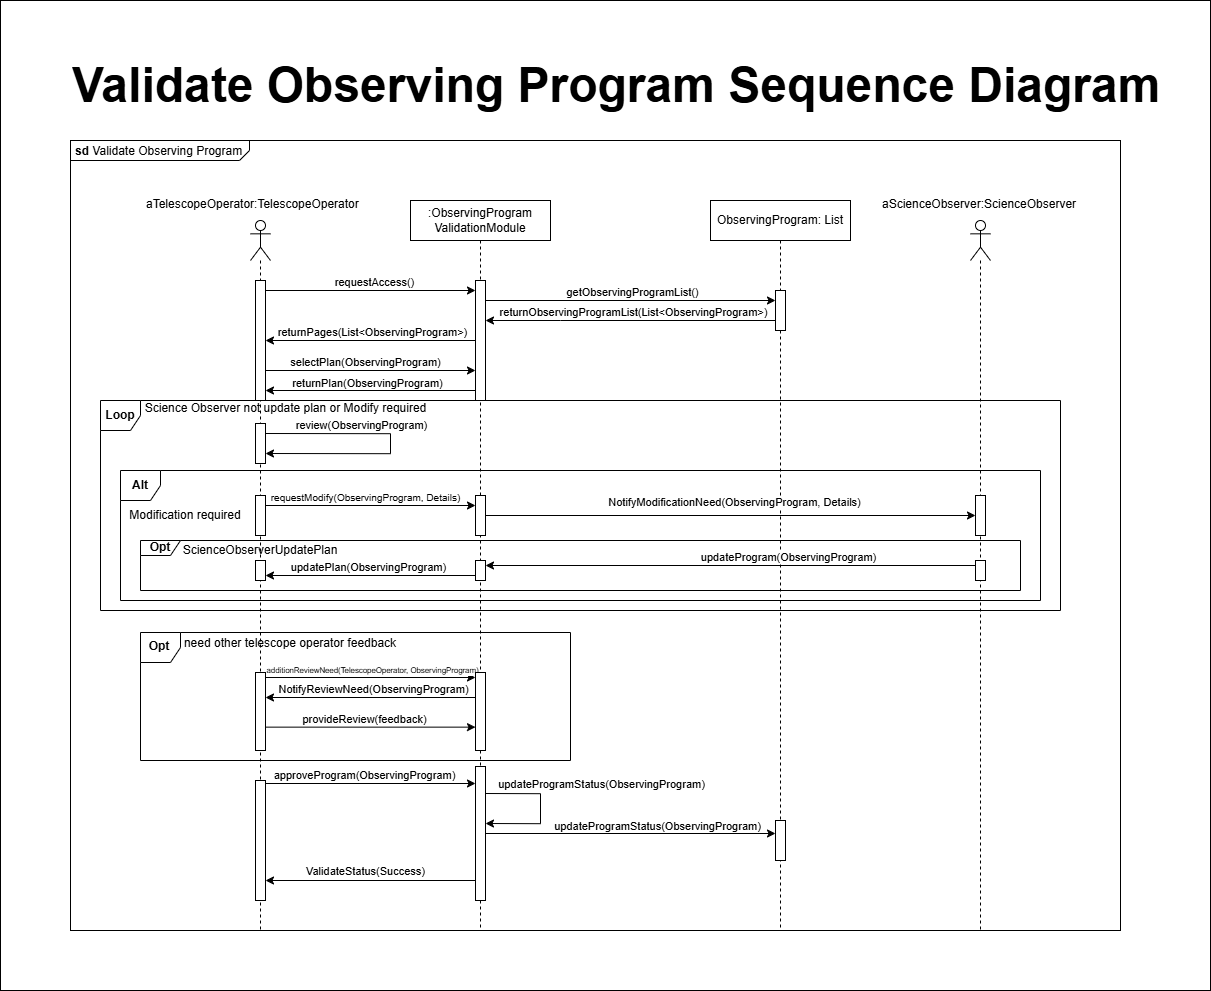 Validate Observing Program Sequence Diagram
sd Validate Observing Program
aTelescopeOperator:TelescopeOperator
:ObservingProgram
ValidationModule
ObservingProgram: List
aScienceObserver:ScienceObserver
requestAccess()
getObservingProgramList()
returnObservingProgramList(List<ObservingProgram>)
returnPages(List<ObservingProgram>)
selectPlan(ObservingProgram)
returnPlan(ObservingProgram)
Loop
Science Observer not update plan or Modify required
review(ObservingProgram)
Alt
requestModify(ObservingProgram, Details)
NotifyModificationNeed(ObservingProgram, Details)
Modification required
Opt
ScienceObserverUpdatePlan
updateProgram(ObservingProgram)
updatePlan(ObservingProgram)
Opt
need other telescope operator feedback
additionReviewNeed(TelescopeOperator, ObservingProgram)
NotifyReviewNeed(ObservingProgram)
provideReview(feedback)
approveProgram(ObservingProgram)
updateProgramStatus(ObservingProgram)
updateProgramStatus(ObservingProgram)
ValidateStatus(Success)